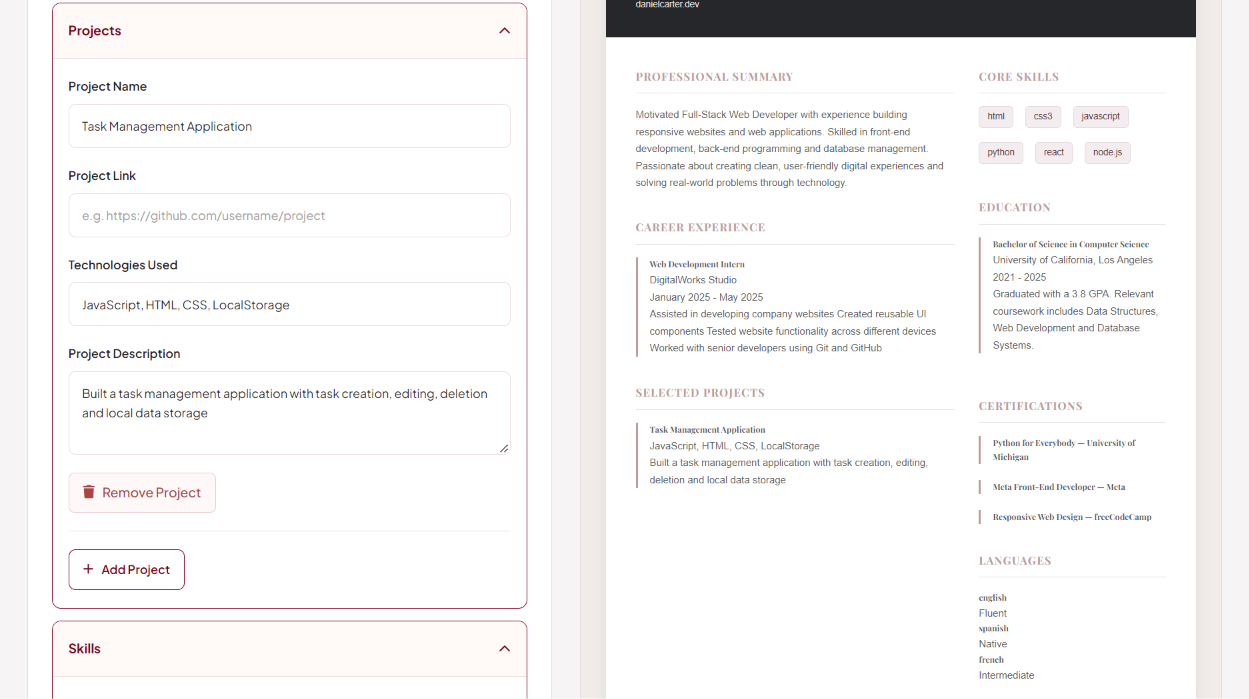 Projects
Project Name
Task Management Application
Project Link
e.g. https://github.com/username/project
Technologies Used
JavaScript, HTML, CSS, LocalStorage
Project Description
Built a task management application with task creation, editing, deletion
and local data storage
Remove Project
+ Add Project
Skills
danielcarter.dev
PROFESSIONAL SUMMARY
Motivated Full-Stack Web Developer with experience building
responsive websites and web applications. Skilled in front-end
development, back-end programming and database management.
Passionate about creating clean, user-friendly digital experiences and
solving real-world problems through technology.
CAREER EXPERIENCE
Web Development Intern
DigitalWorks Studio
January 2025 - May 2025
Assisted in developing company websites Created reusable UI
components Tested website functionality across different devices
Worked with senior developers using Git and GitHub
SELECTED PROJECTS
Task Management Application
JavaScript, HTML, CSS, LocalStorage
Built a task management application with task creation, editing,
deletion and local data storage
CORE SKILLS
html css3 javascript
python react node.js
EDUCATION
Bachelor of Science in Computer Science
University of California, Los Angeles
2021 - 2025
Graduated with a 3.8 GPA. Relevant
coursework includes Data Structures,
Web Development and Database
Systems.
CERTIFICATIONS
Python for Everybody — University of
Michigan
Meta Front-End Developer — Meta
Responsive Web Design — freeCodeCamp
LANGUAGES
english
Fluent
spanish
Native
french
Intermediate